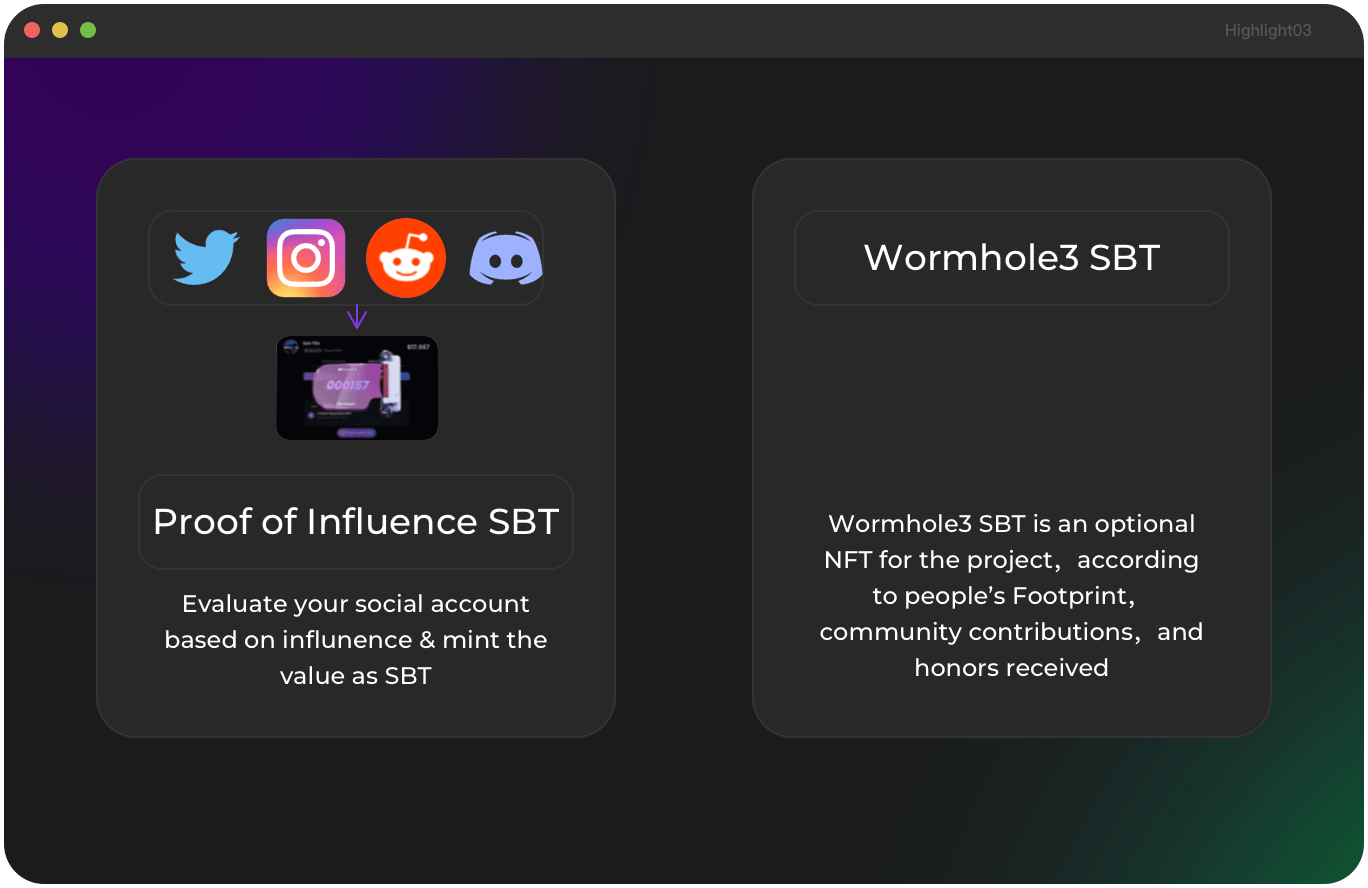 Highlight03
$17.667
000157
Proof of Influence SBT
Evaluate your social account
based on influnence & mint the
value as SBT
Wormhole3 SBT
Wormhole3 SBT is an optional
NFT for the project，according
to people’s Footprint，
community contributions，and
honors received